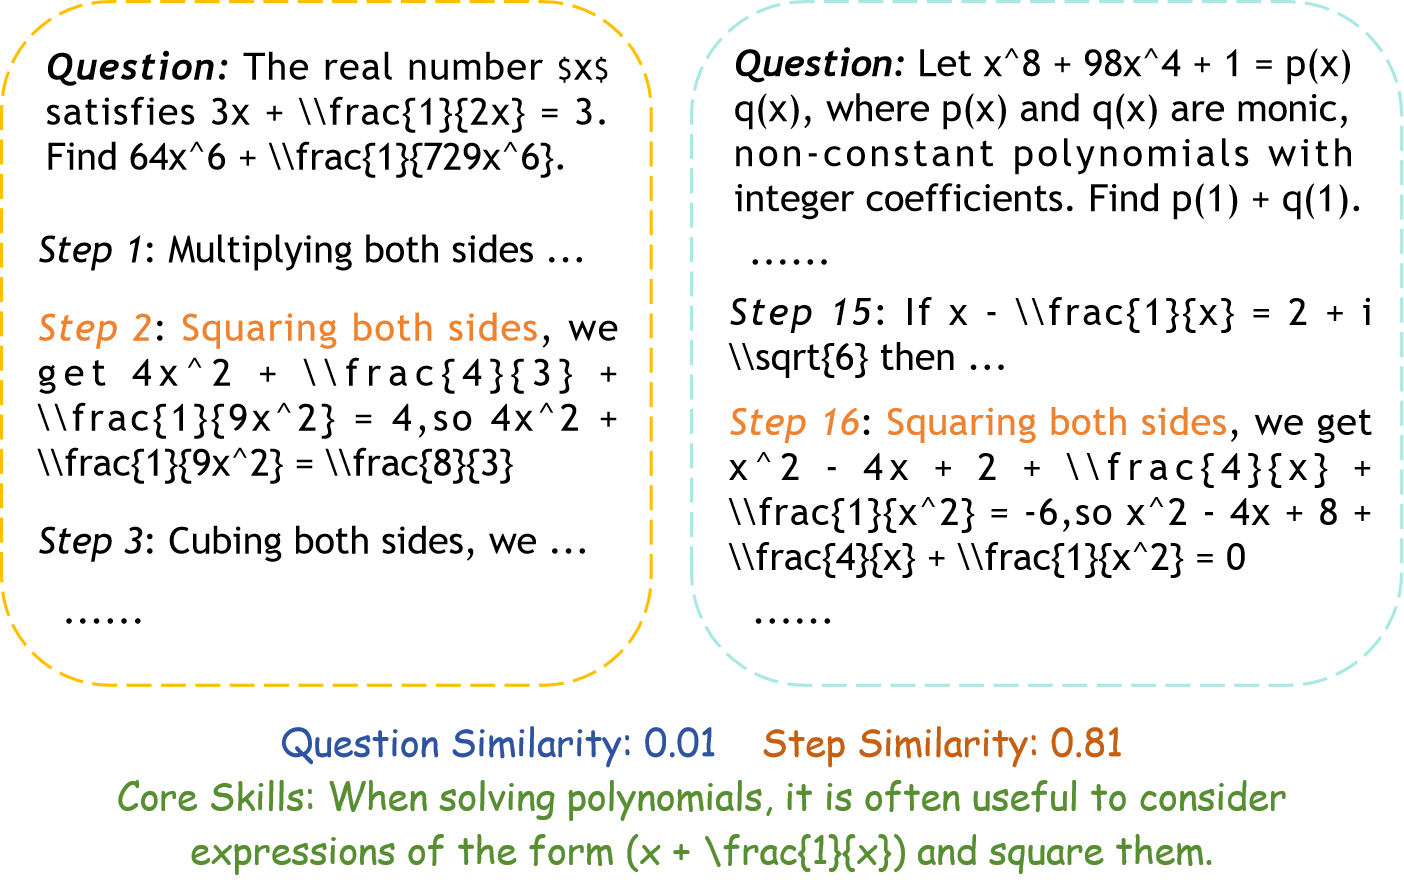 Question: The real number $x$
satisfies 3x + \\frac{1}{2x} = 3.
Find 64x^6 + \\frac{1}{729x^6}.
Step 1: Multiplying both sides ...
Step 2: Squaring both sides, we
get 4x^2 + \\frac{4}{3} +
\\frac{1}{9x^2} = 4,so 4x^2 +
\\frac{1}{9x^2} = \\frac{8}{3}
Step 3: Cubing both sides, we ...
......
Question: Let x^8 + 98x^4 + 1 = p(x)
q(x), where p(x) and q(x) are monic,
non-constant polynomials with
integer coefficients. Find p(1) + q(1).
......
Step 15: If x - \\frac{1}{x} = 2 + i
\\sqrt{6} then ...
Step 16: Squaring both sides, we get
x^2 - 4x + 2 + \\frac{4}{x} +
\\frac{1}{x^2} = -6,so x^2 - 4x + 8 +
\\frac{4}{x} + \\frac{1}{x^2} = 0
......
Question Similarity: 0.01 Step Similarity: 0.81
Core Skills: When solving polynomials, it is often useful to consider
expressions of the form (x + \frac{1}{x}) and square them.